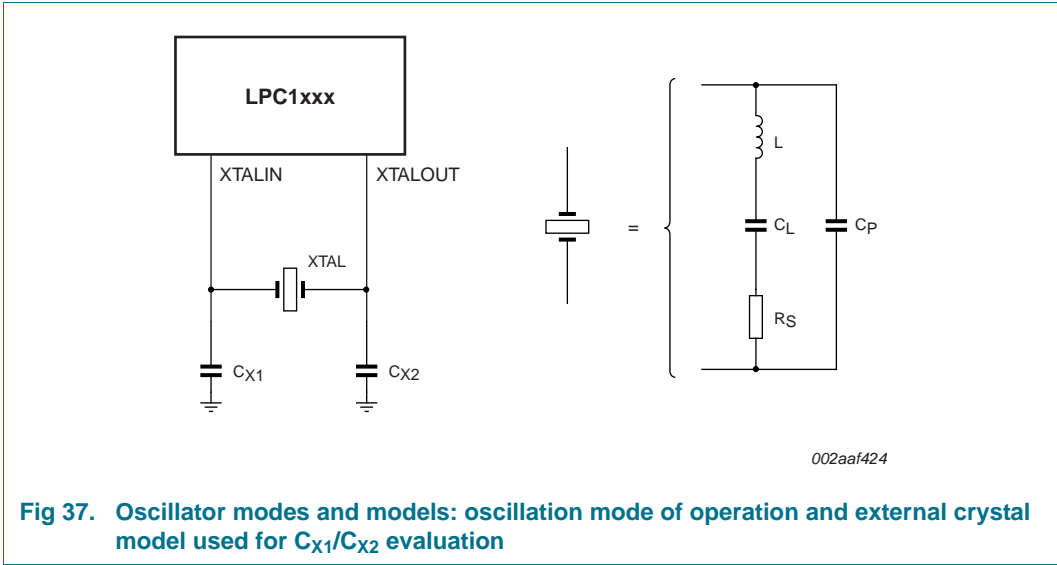 LPC1xxx
XTALIN XTALOUT
XTAL
CX1 CX2
=
L
CL CP
RS
002aaf424
Fig 37. Oscillator modes and models: oscillation mode of operation and external crystal
model used for CX1/CX2 evaluation